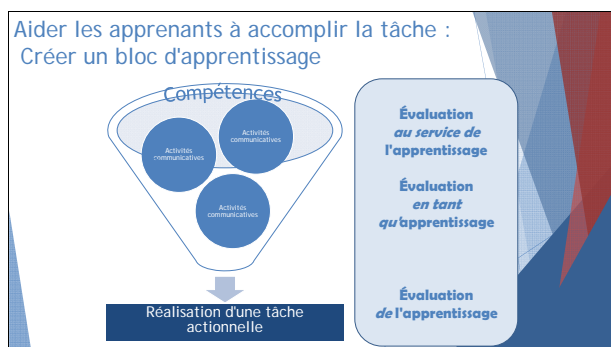 Aider les apprenants à accomplir la tâche :
Créer un bloc d'apprentissage
Compétences
Activités
communicatives
Activités
communicatives
Activités
communicatives
Réalisation d'une tâche
actionnelle
Évaluation
au service de
l'apprentissage
Évaluation
en tant
qu'apprentissage
Évaluation
de l'apprentissage